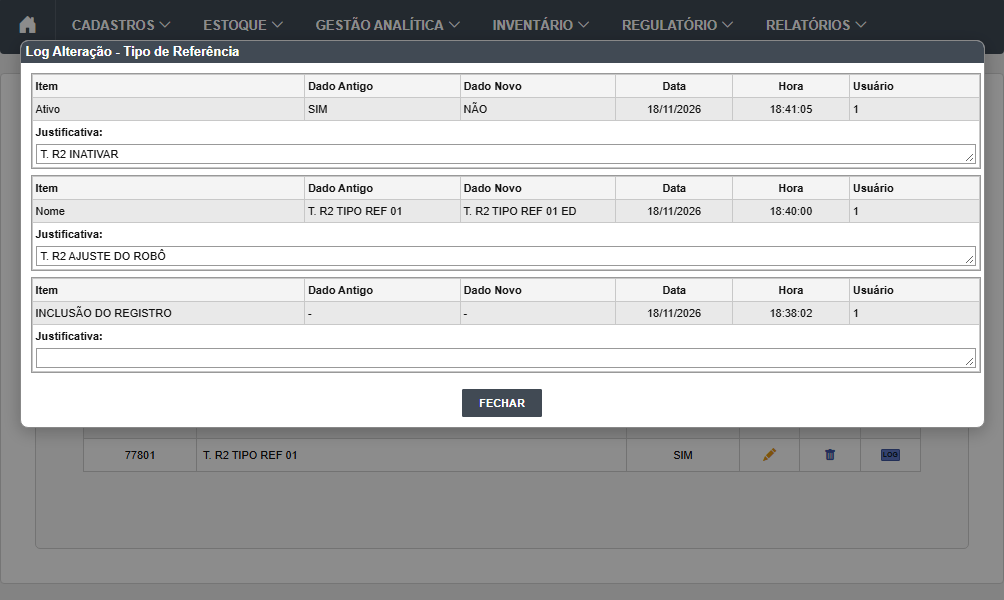 CADASTROS ESTOQUE GESTÃO ANALÍTICA INVENTÁRIO REGULATÓRIO RELATÓRIOS
Log Alteração - Tipo de Referência
Item Dado Antigo Dado Novo Data Hora Usuário
Ativo SIM NÃO 18/11/2026 18:41:05 1
Justificativa:
T. R2 INATIVAR
Item Dado Antigo Dado Novo Data Hora Usuário
Nome T. R2 TIPO REF 01 T. R2 TIPO REF 01 ED 18/11/2026 18:40:00 1
Justificativa:
T. R2 AJUSTE DO ROBÔ
Item Dado Antigo Dado Novo Data Hora Usuário
INCLUSÃO DO REGISTRO - - 18/11/2026 18:38:02 1
Justificativa:
FECHAR
77801 T. R2 TIPO REF 01 SIM LOG